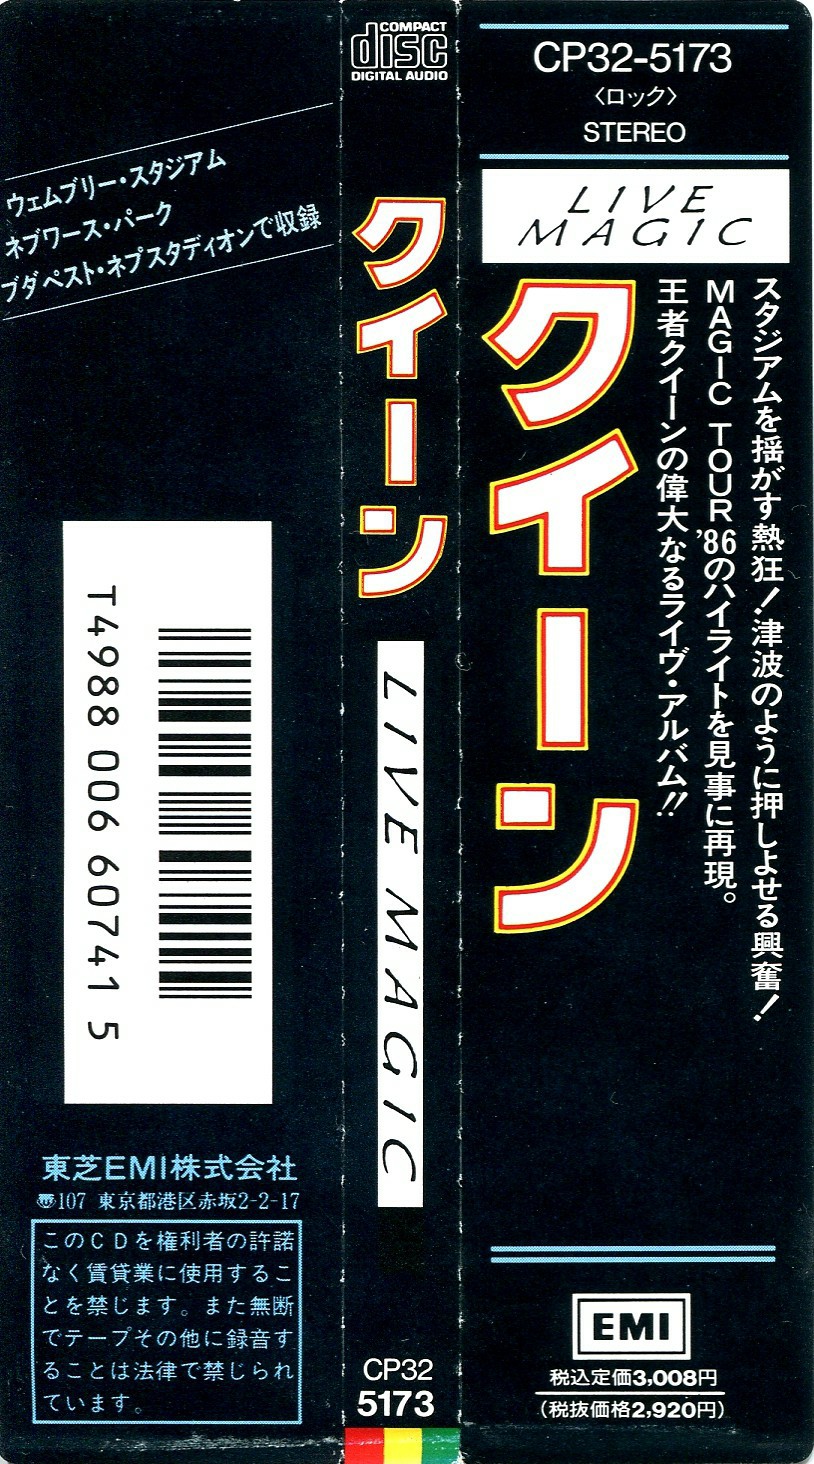 ウェムブリー・スタジアム
ネブワース・パーク
ブダペスト・ネプスタディオンで収録
T4988 006 60741 5
東芝EMI株式会社
〠107 東京都港区赤坂2-2-17
このCDを権利者の許諾
なく賃貸業に使用するこ
とを禁じます。また無断
でテープその他に録音す
ることは法律で禁じられ
ています。
COMPACT
disc
DIGITAL AUDIO
クイーン
LIVE MAGIC
CP32
5173
CP32-5173
〈ロック〉
STEREO
LIVE
MAGIC
スタジアムを揺がす熱狂!津波のように押しよせる興奮!
MAGIC TOUR '86のハイライトを見事に再現。
王者クイーンの偉大なるライヴ・アルバム!!
クイーン
EMI
税込定価3,008円
(税抜価格2,920円)